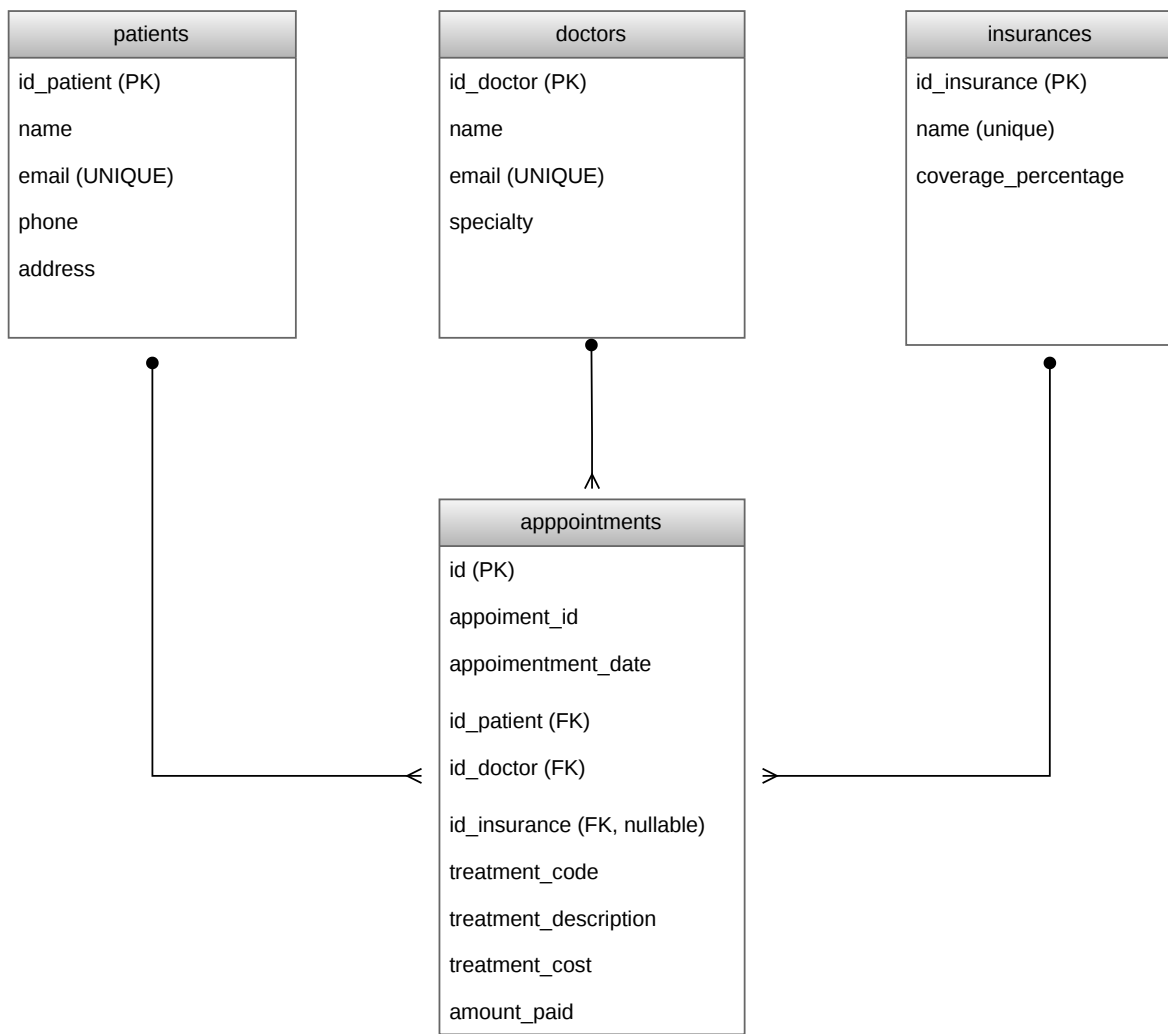 patients
id_patient (PK)
name
email (UNIQUE)
phone
address
doctors
id_doctor (PK)
name
email (UNIQUE)
specialty
insurances
id_insurance (PK)
name (unique)
coverage_percentage
apppointments
id (PK)
appoiment_id
appoimentment_date
id_patient (FK)
id_doctor (FK)
id_insurance (FK, nullable)
treatment_code
treatment_description
treatment_cost
amount_paid